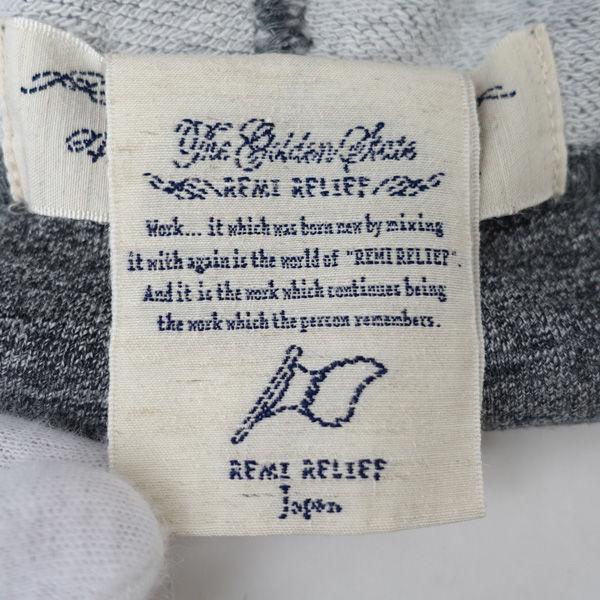 The Golden State
REMI RELIEF
Work... it which was born new by mixing
it with again is the world of "REMI RELIEF".
And it is the work which continues being
the work which the person remembers.
REMI RELIEF
Japan